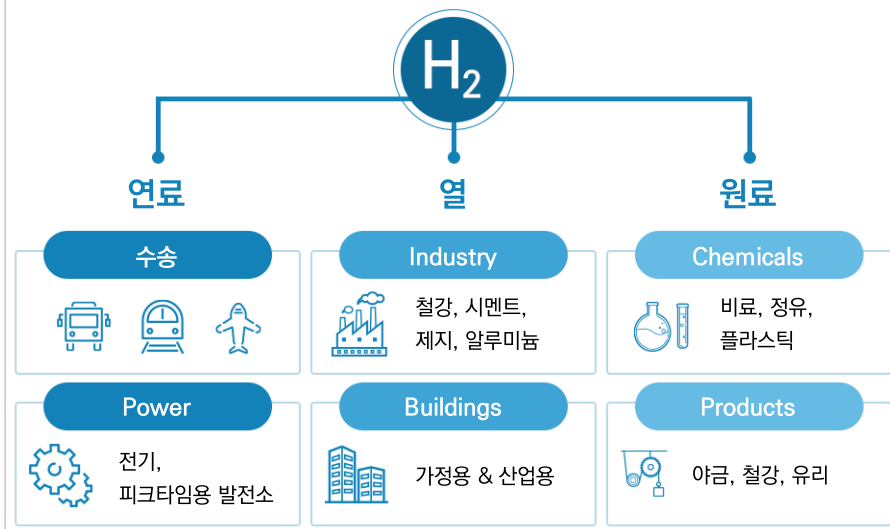 H₂
연료
열
원료
수송
Industry
철강, 시멘트,
제지, 알루미늄
Chemicals
비료, 정유,
플라스틱
Power
전기,
피크타임용 발전소
Buildings
가정용 & 산업용
Products
야금, 철강, 유리